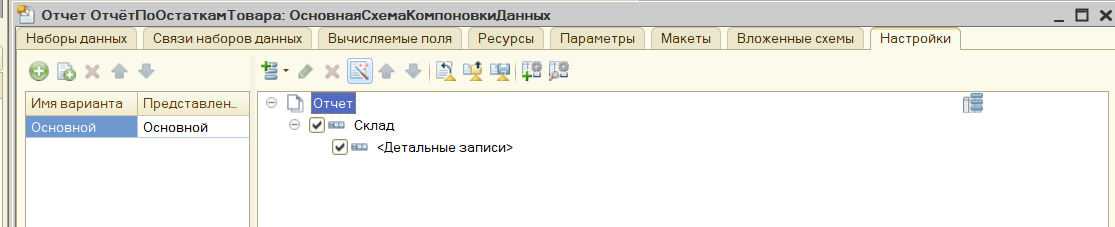 Отчет ОтчётПоОстаткамТовара: ОсновнаяСхемаКомпоновкиДанных
Наборы данных Связи наборов данных Вычисляемые поля Ресурсы Параметры Макеты Вложенные схемы Настройки
Имя варианта Представлен...
Основной Основной
Отчет
Склад
<Детальные записи>